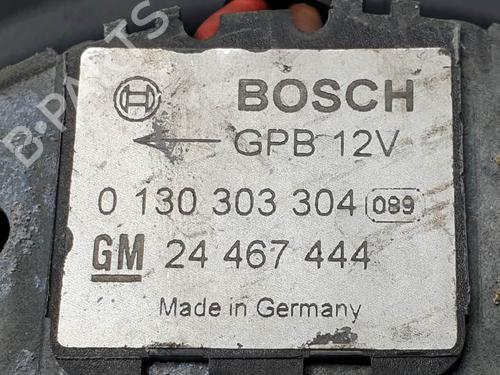 BOSCH
GPB 12V
0 130 303 304 089
GM 24 467 444
Made in Germany
B-PARTS